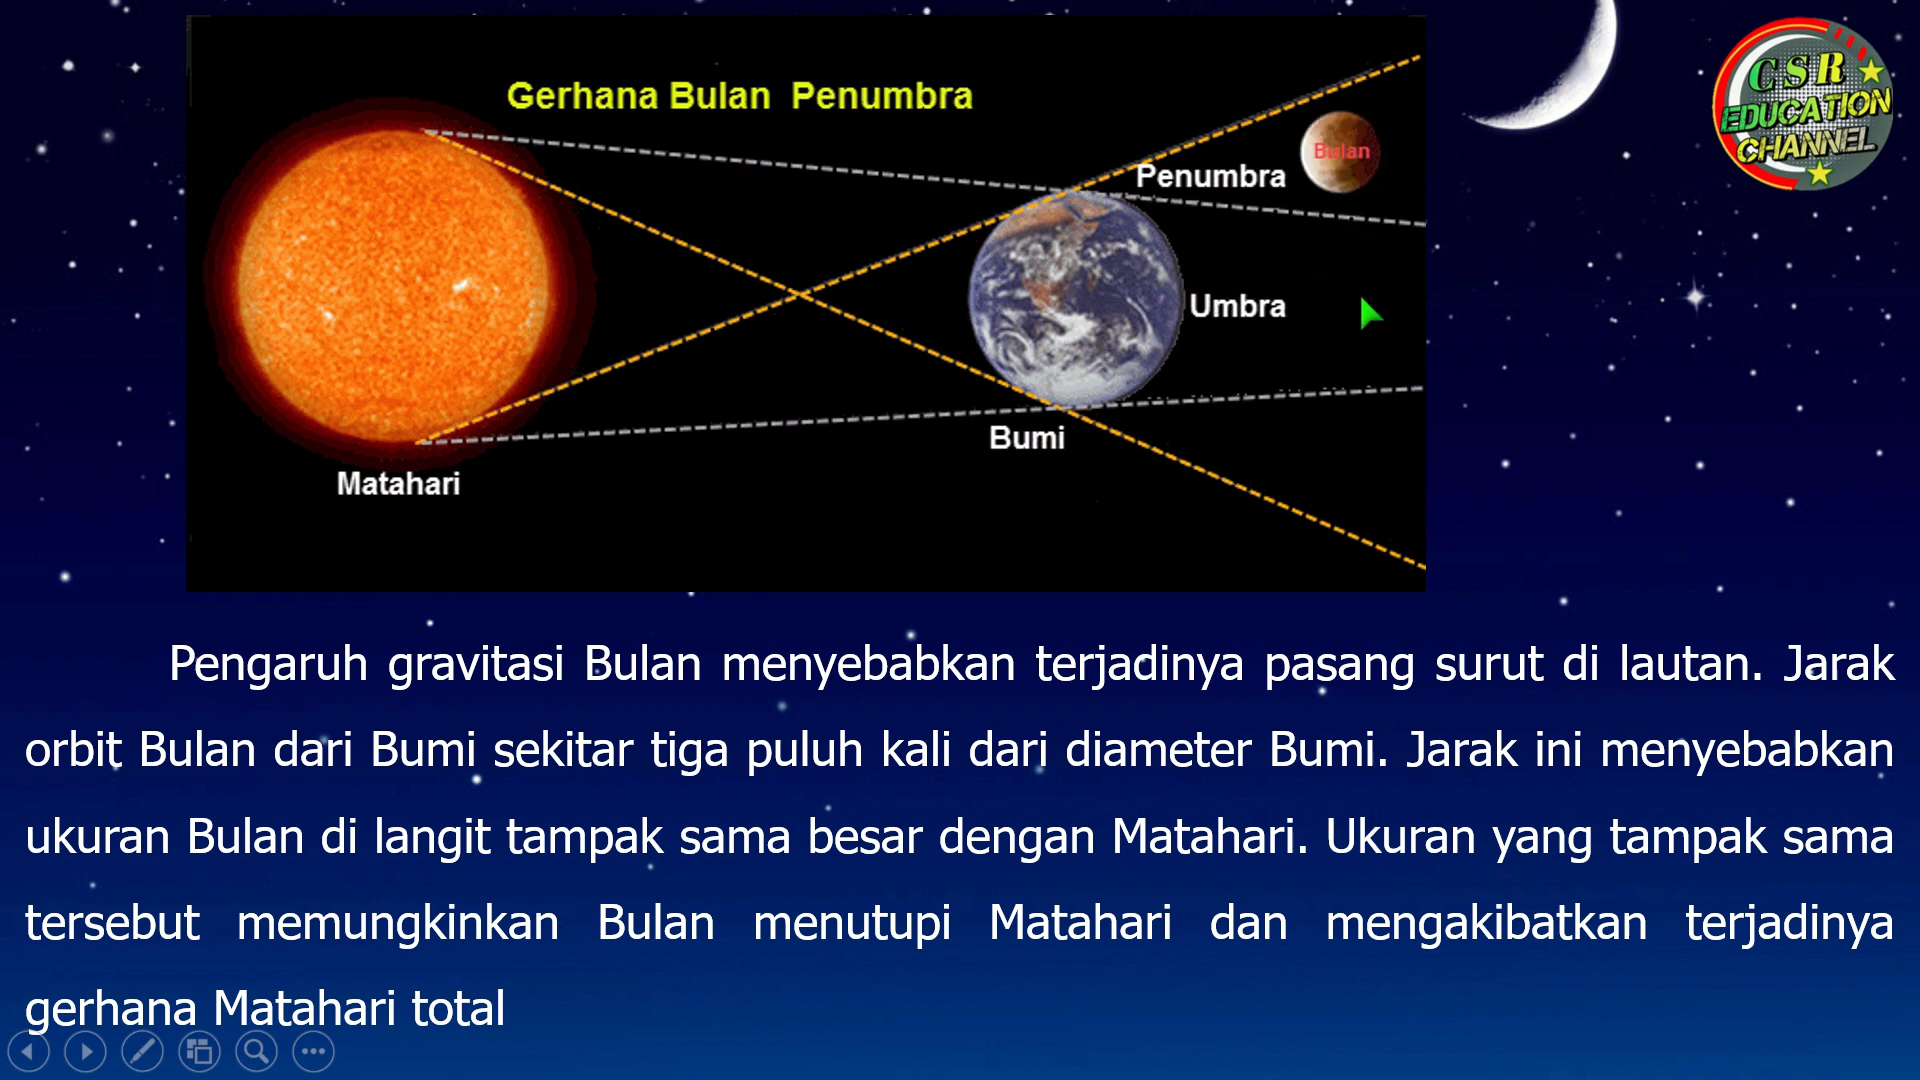 Gerhana Bulan Penumbra
CSR
EDUCATION
CHANNEL
Bulan
Penumbra
Umbra
Bumi
Matahari
Pengaruh gravitasi Bulan menyebabkan terjadinya pasang surut di lautan. Jarak
orbit Bulan dari Bumi sekitar tiga puluh kali dari diameter Bumi. Jarak ini menyebabkan
ukuran Bulan di langit tampak sama besar dengan Matahari. Ukuran yang tampak sama
tersebut memungkinkan Bulan menutupi Matahari dan mengakibatkan terjadinya
gerhana Matahari total